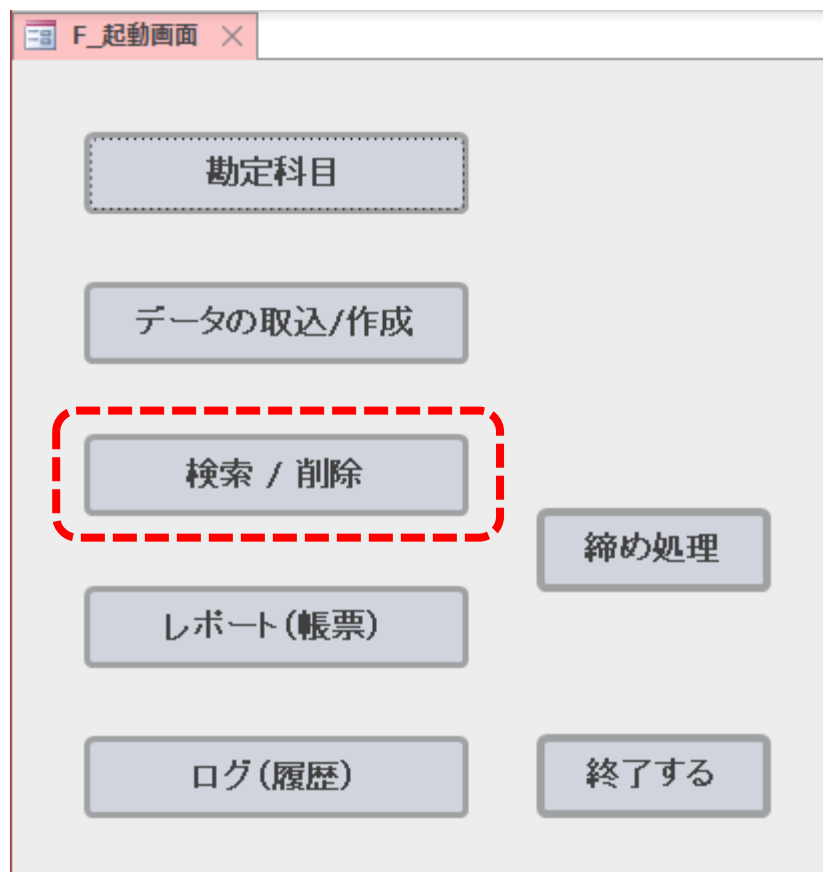 F_起動画面
勘定科目
データの取込/作成
検索 / 削除
締め処理
レポート(帳票)
ログ(履歴)
終了する